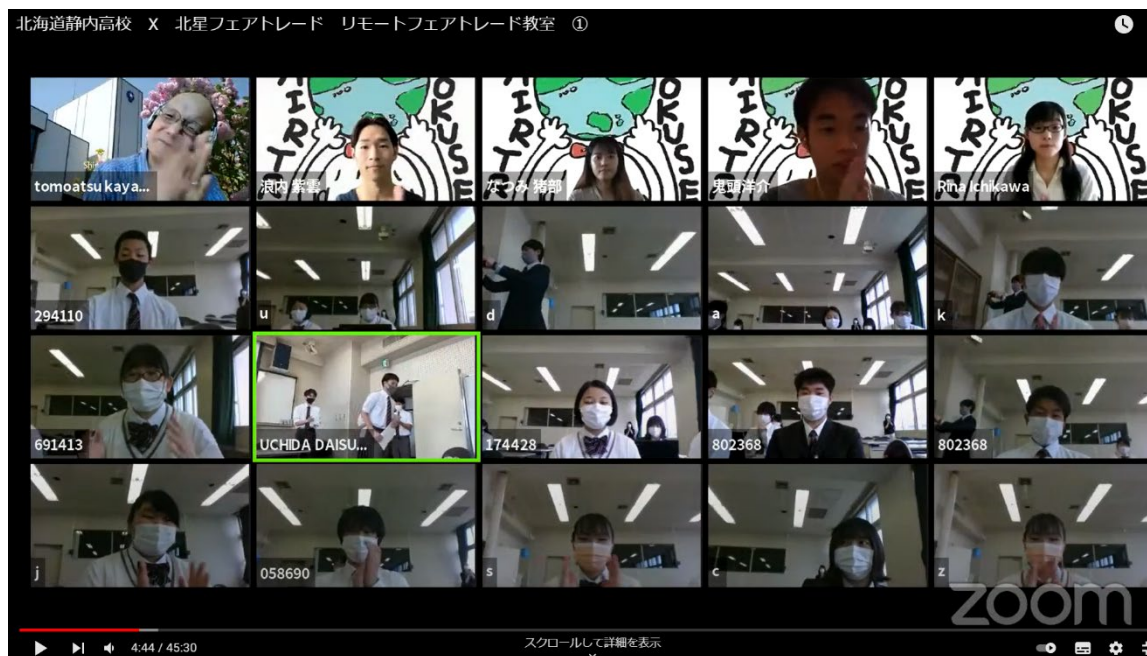 北海道静内高校 X 北星フェアトレード リモートフェアトレード教室 ①
tomoatsu kaya...
浪内 紫雲
なつみ 猪部
鬼頭洋介
Rina Ichikawa
294110
u
d
a
k
691413
UCHIDA DAISU...
174428
802368
802368
j
058690
s
c
z
zoom
4:44 / 45:30
スクロールして詳細を表示